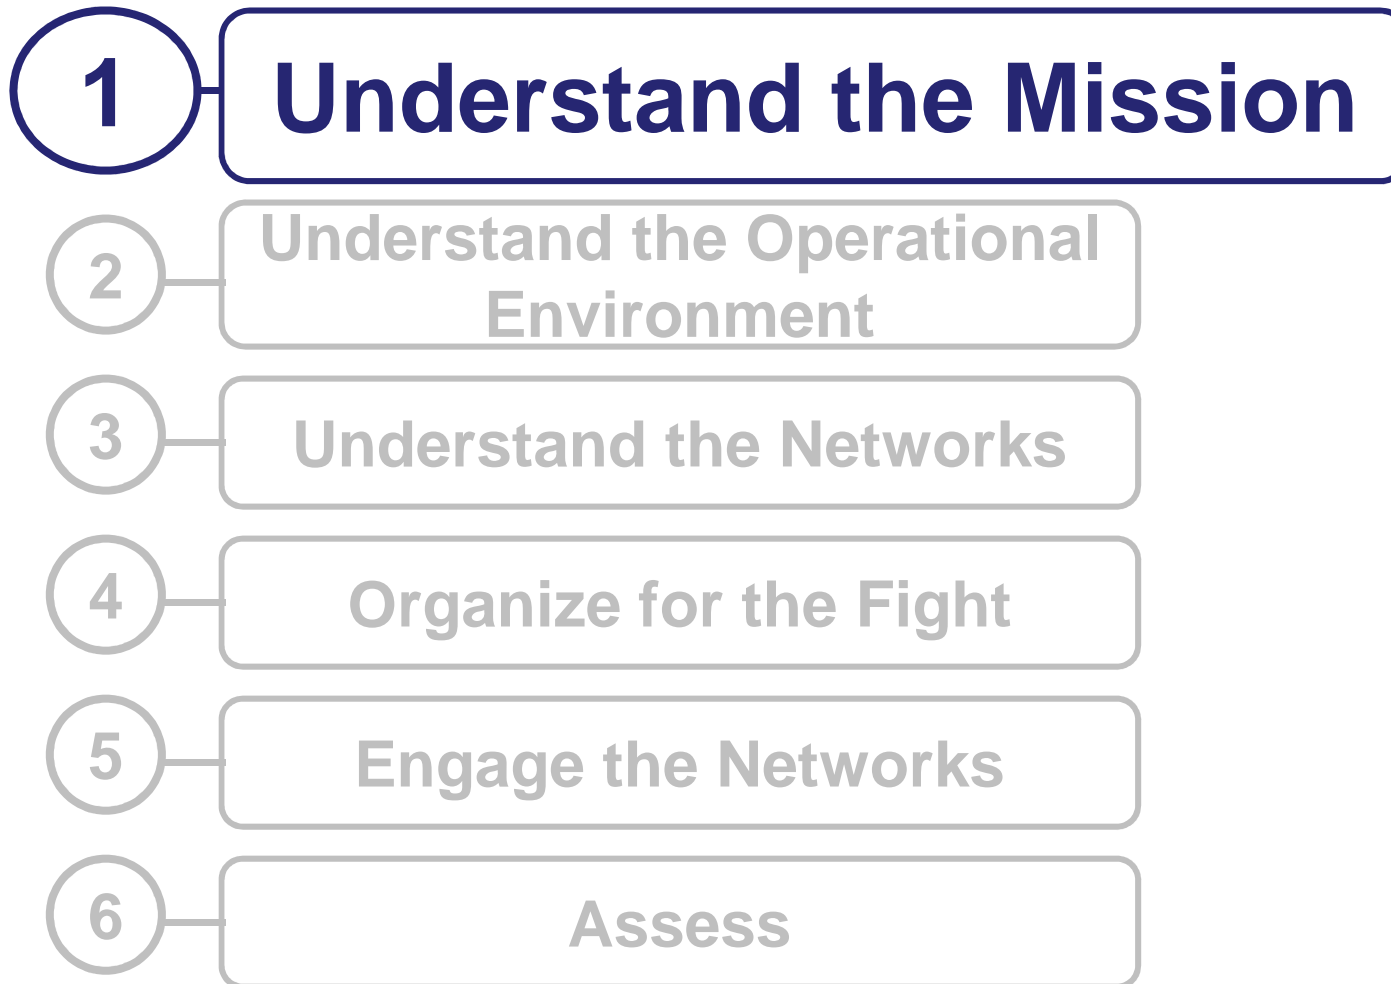 1
Understand the Mission
2
Understand the Operational
Environment
3
Understand the Networks
4
Organize for the Fight
5
Engage the Networks
6
Assess